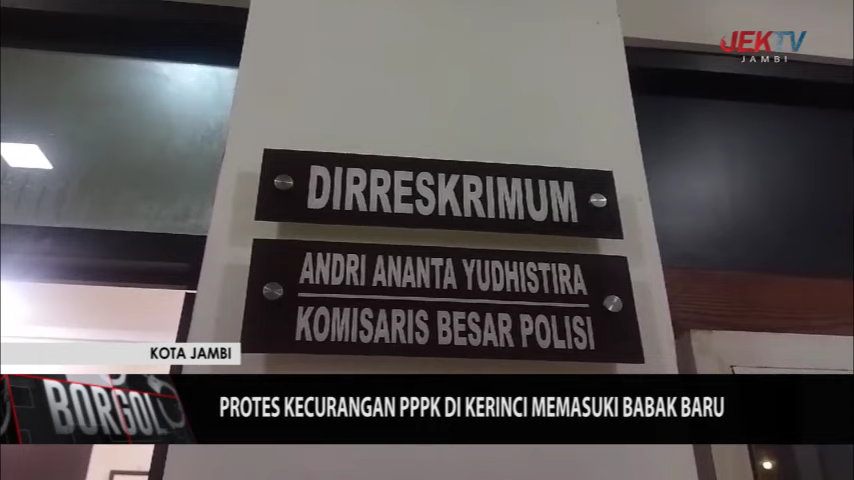 JEKTV
JAMBI
DIRRESKRIMUM
ANDRI ANANTA YUDHISTIRA
KOMISARIS BESAR POLISI
KOTA JAMBI
BORGOL
PROTES KECURANGAN PPPK DI KERINCI MEMASUKI BABAK BARU